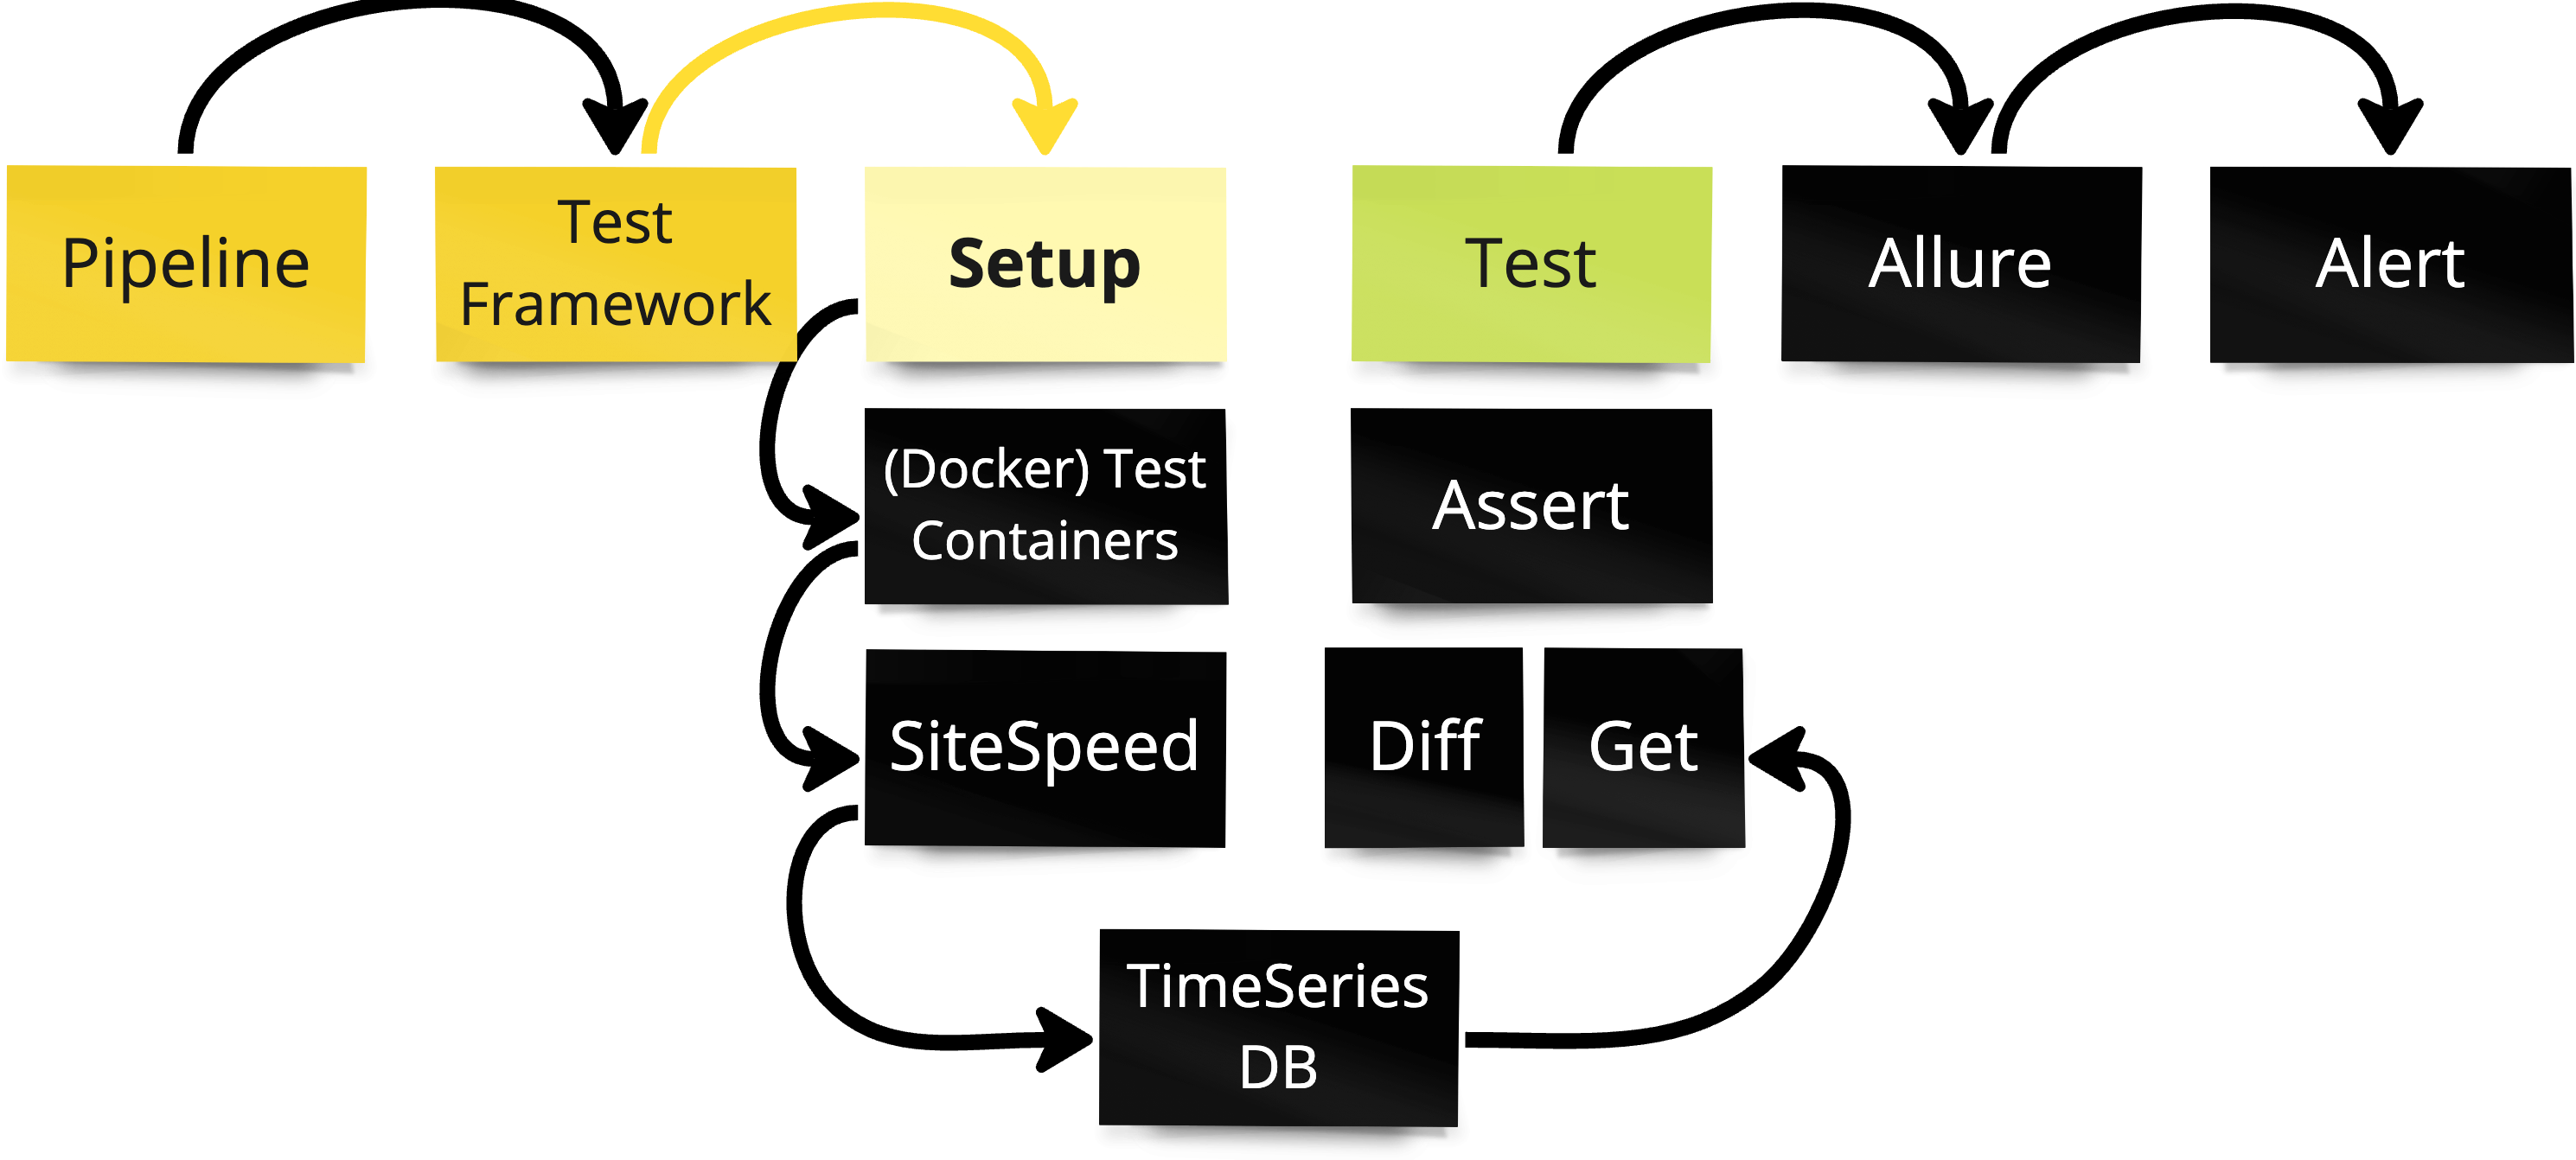 Pipeline
Test
Framework
Setup
Test
Allure
Alert
(Docker) Test
Containers
Assert
SiteSpeed
Diff
Get
TimeSeries
DB